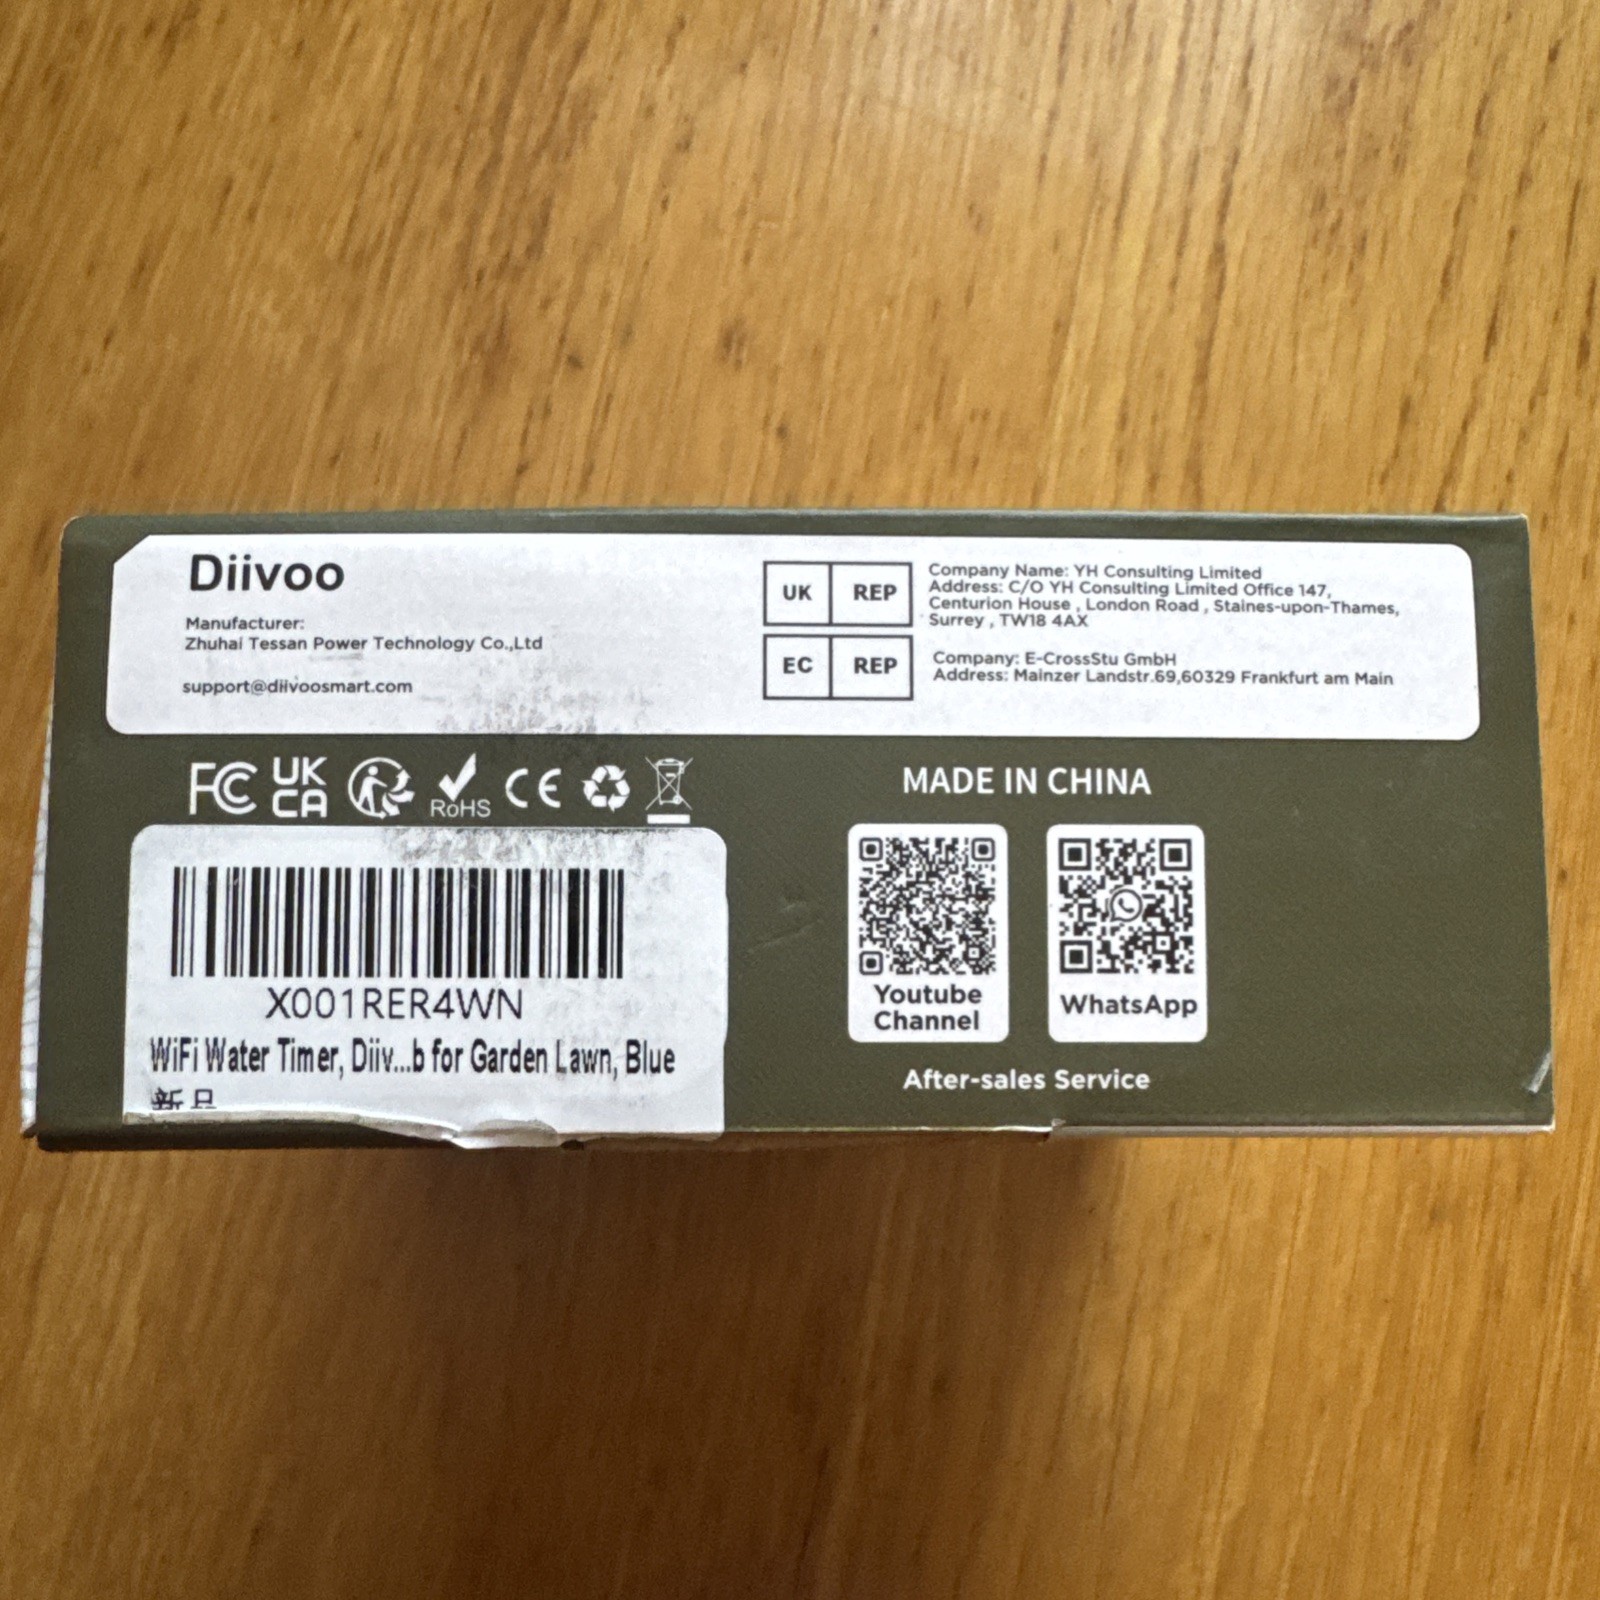 Diivoo
Manufacturer:
Zhuhai Tessan Power Technology Co.,Ltd
support@diivoosmart.com
UK REP
Company Name: YH Consulting Limited
Address: C/O YH Consulting Limited Office 147,
Centurion House , London Road , Staines-upon-Thames,
Surrey , TW18 4AX
EC REP
Company: E-CrossStu GmbH
Address: Mainzer Landstr.69,60329 Frankfurt am Main
FC UK CA RoHS CE
MADE IN CHINA
X001RER4WN
WiFi Water Timer, Diiv...b for Garden Lawn, Blue
新品
Youtube
Channel
WhatsApp
After-sales Service